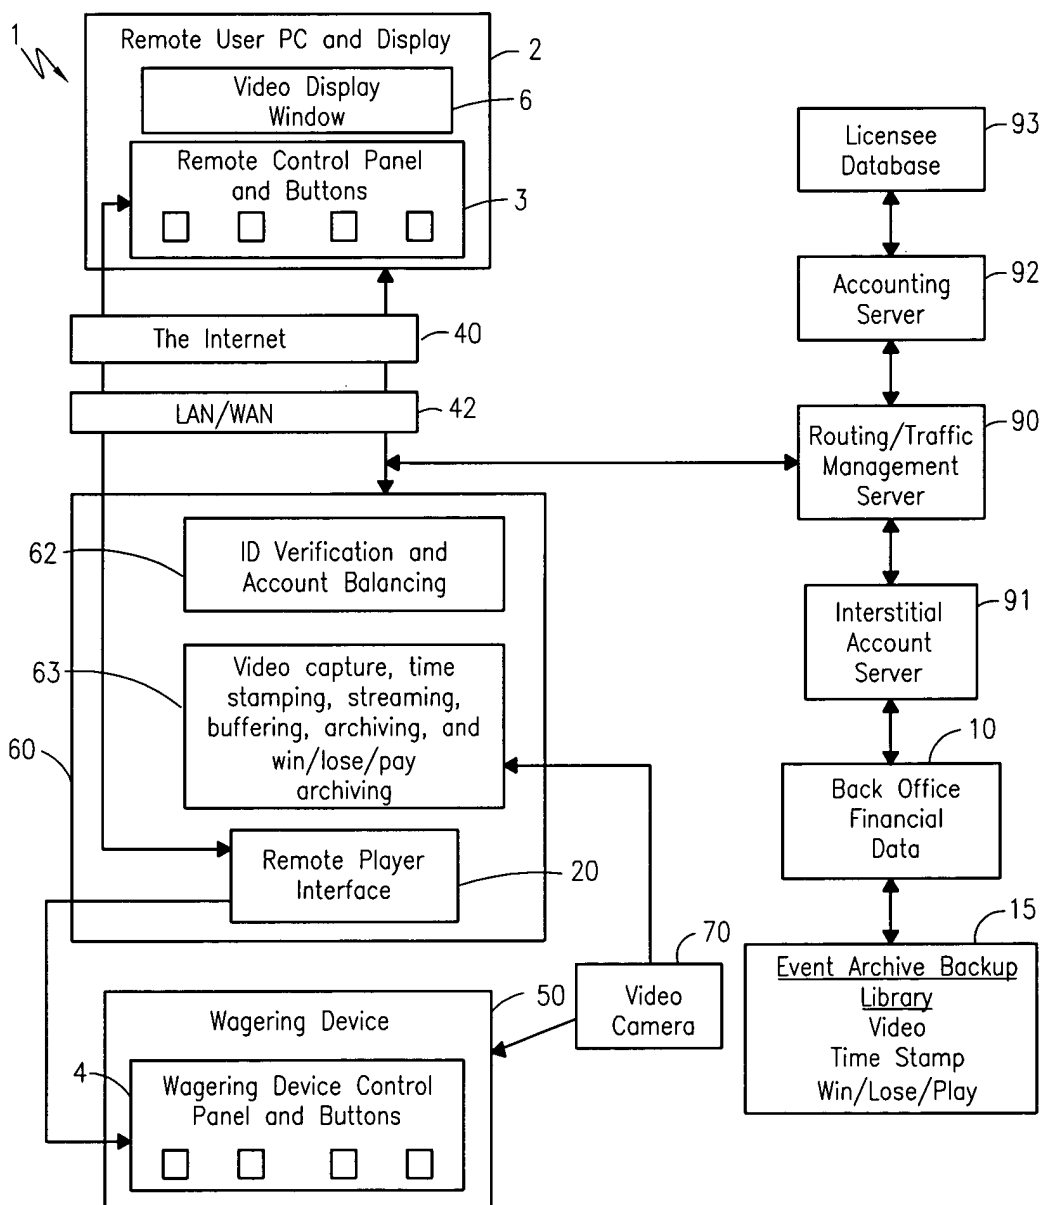 1
Remote User PC and Display
2
Video Display
Window
6
Remote Control Panel
and Buttons
3
The Internet
40
LAN/WAN
42
62
ID Verification and
Account Balancing
63
Video capture, time
stamping, streaming,
buffering, archiving, and
win/lose/pay
archiving
60
Remote Player
Interface
20
70
Video
Camera
50
Wagering Device
4
Wagering Device Control
Panel and Buttons
93
Licensee
Database
92
Accounting
Server
90
Routing/Traffic
Management
Server
91
Interstitial
Account
Server
10
Back Office
Financial
Data
15
Event Archive Backup
Library
Video
Time Stamp
Win/Lose/Play